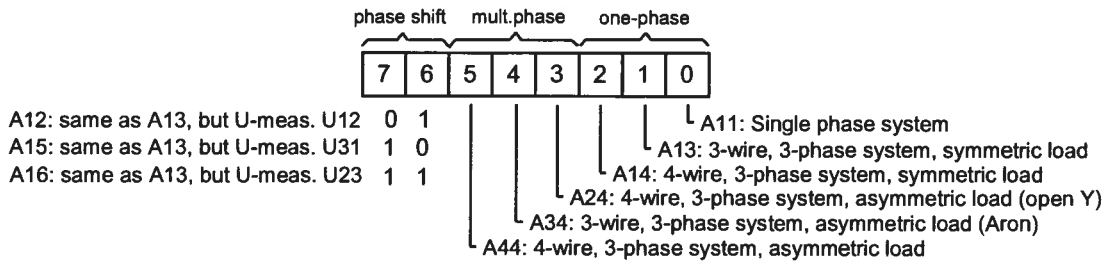 phase shift mult.phase one-phase
7 6 5 4 3 2 1 0
A12: same as A13, but U-meas. U12 0 1
A11: Single phase system
A15: same as A13, but U-meas. U31 1 0
A13: 3-wire, 3-phase system, symmetric load
A16: same as A13, but U-meas. U23 1 1
A14: 4-wire, 3-phase system, symmetric load
A24: 4-wire, 3-phase system, asymmetric load (open Y)
A34: 3-wire, 3-phase system, asymmetric load (Aron)
A44: 4-wire, 3-phase system, asymmetric load